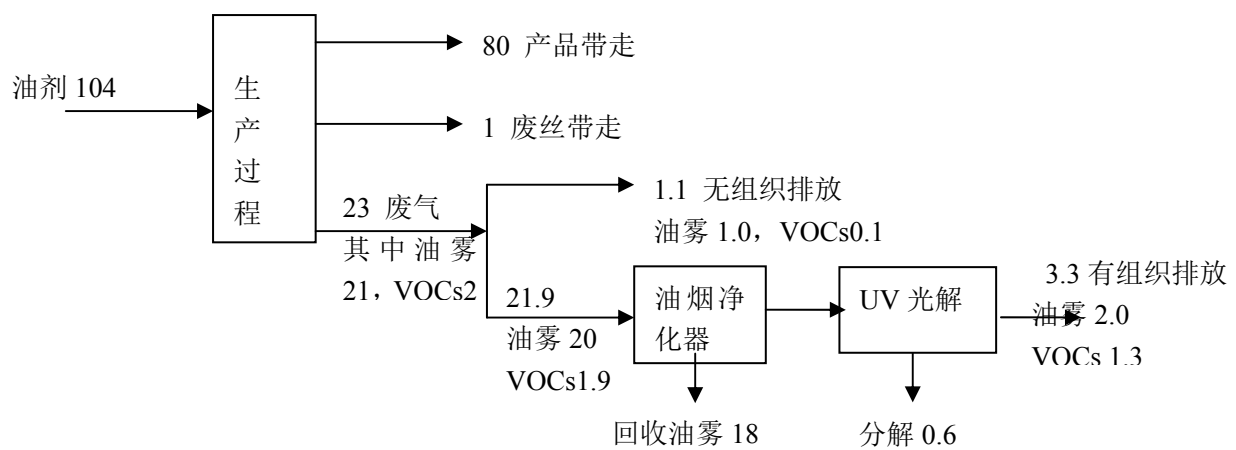 80 产品带走
油剂 104
生
产
过
程
1 废丝带走
23 废气
其中油雾
21，VOCs2
1.1 无组织排放
油雾 1.0，VOCs0.1
21.9
油雾 20
VOCs1.9
油烟净
化器
UV 光解
3.3 有组织排放
油雾 2.0
VOCs 1.3
回收油雾 18
分解 0.6